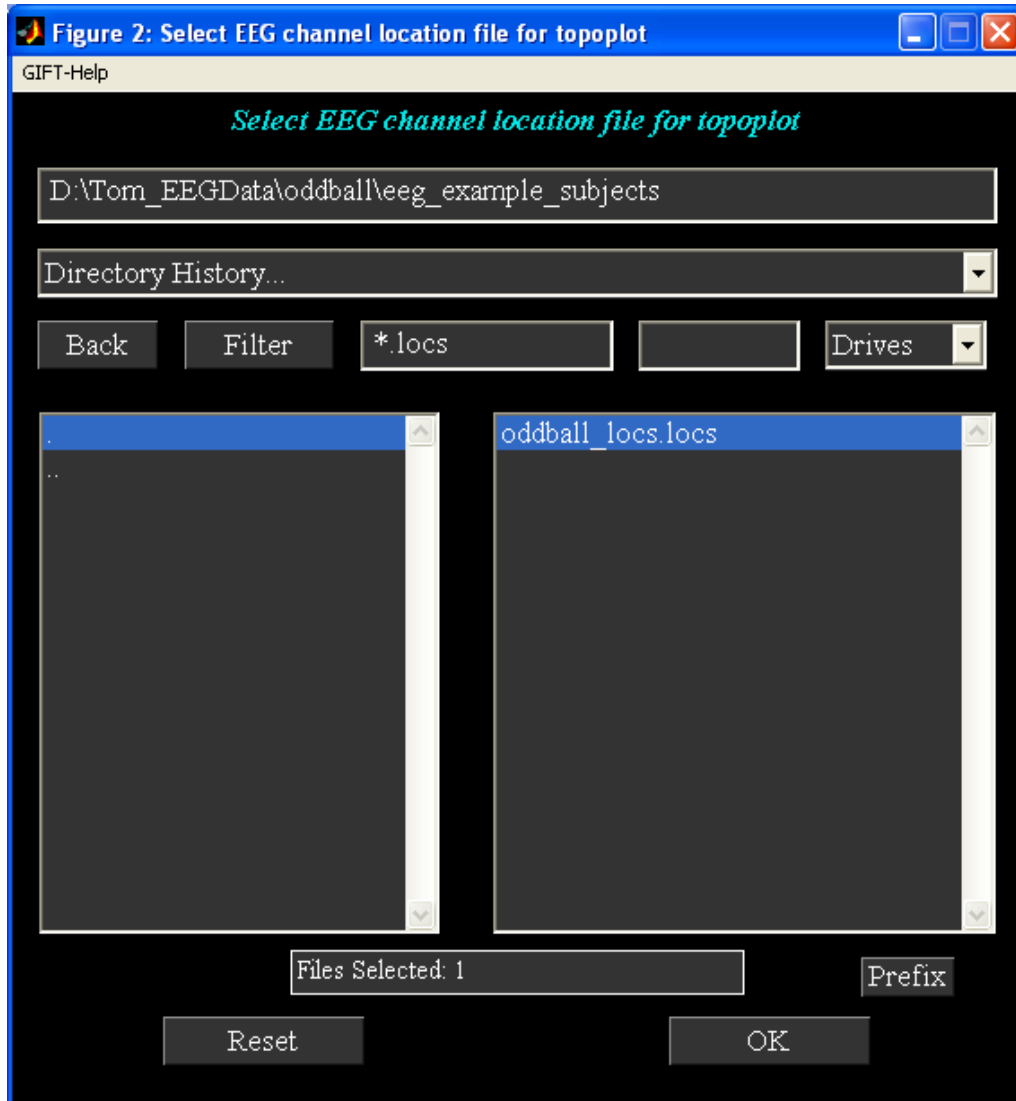 Figure 2: Select EEG channel location file for topoplot
GIFT-Help
Select EEG channel location file for topoplot
D:\Tom_EEGData\oddball\eeg_example_subjects
Directory History...
Back Filter *.locs Drives
.
..
oddball_locs.locs
Files Selected: 1
Prefix
Reset OK